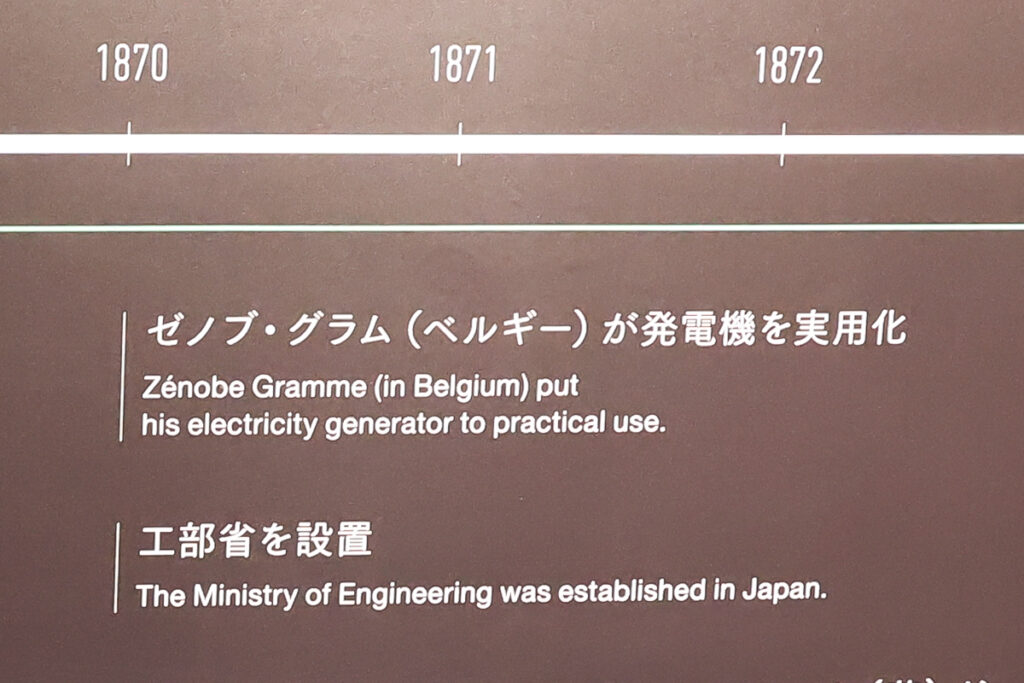 1870 1871 1872
ゼノブ・グラム（ベルギー）が発電機を実用化
Zénobe Gramme (in Belgium) put
his electricity generator to practical use.
工部省を設置
The Ministry of Engineering was established in Japan.